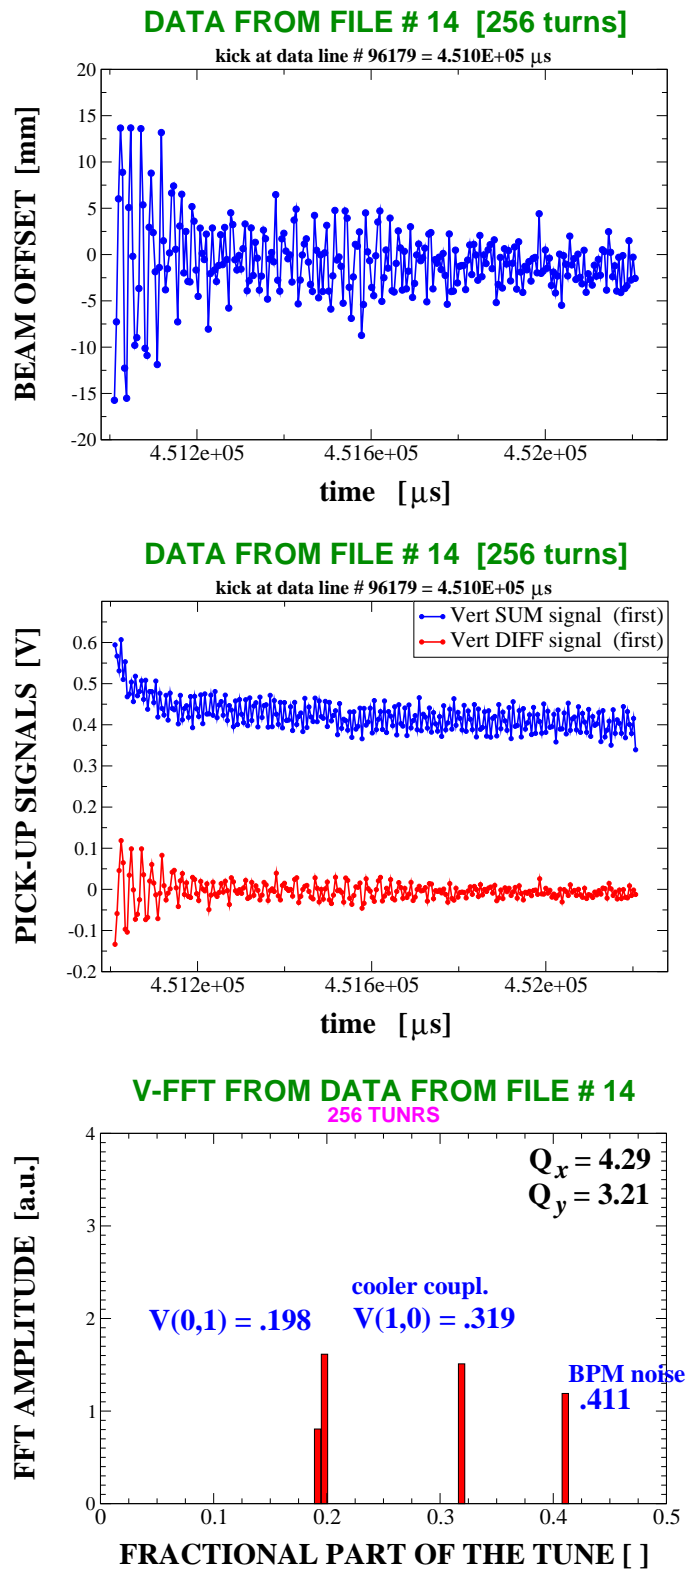 DATA FROM FILE # 14  [256 turns]
kick at data line # 96179 = 4.510E+05 μs
20
15
10
5
0
-5
-10
-15
-20
BEAM OFFSET  [mm]
4.512e+05 4.516e+05 4.52e+05
time  [μs]
DATA FROM FILE # 14  [256 turns]
kick at data line # 96179 = 4.510E+05 μs
Vert SUM signal  (first)
Vert DIFF signal  (first)
0.6
0.5
0.4
0.3
0.2
0.1
0
-0.1
-0.2
PICK-UP SIGNALS  [V]
4.512e+05 4.516e+05 4.52e+05
time  [μs]
V-FFT FROM DATA FROM FILE # 14
256 TUNRS
4
3
2
1
0
FFT AMPLITUDE  [a.u.]
Qx = 4.29
Qy = 3.21
cooler coupl.
V(0,1) = .198 V(1,0) = .319
BPM noise
.411
0 0.1 0.2 0.3 0.4 0.5
FRACTIONAL PART OF THE TUNE [ ]